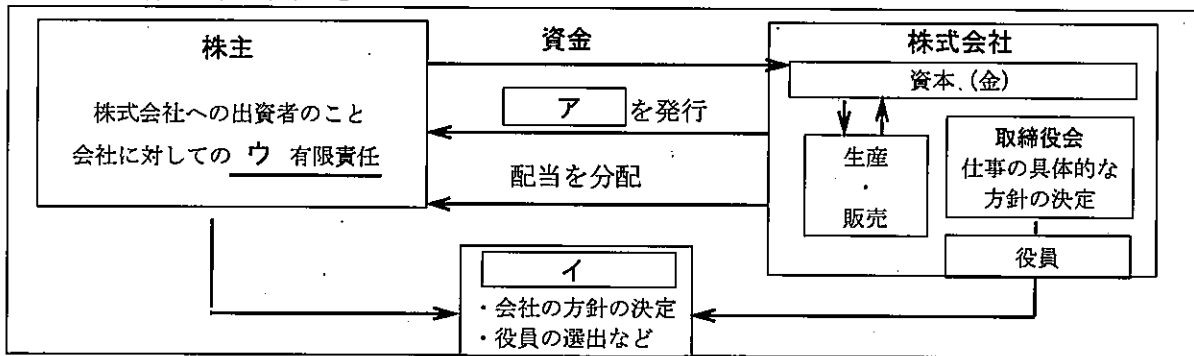 株主
株式会社への出資者のこと
会社に対しての ウ 有限責任
資金
ア を発行
配当を分配
株式会社
資本(金)
生産
・
販売
取締役会
仕事の具体的な
方針の決定
役員
イ
・会社の方針の決定
・役員の選出など